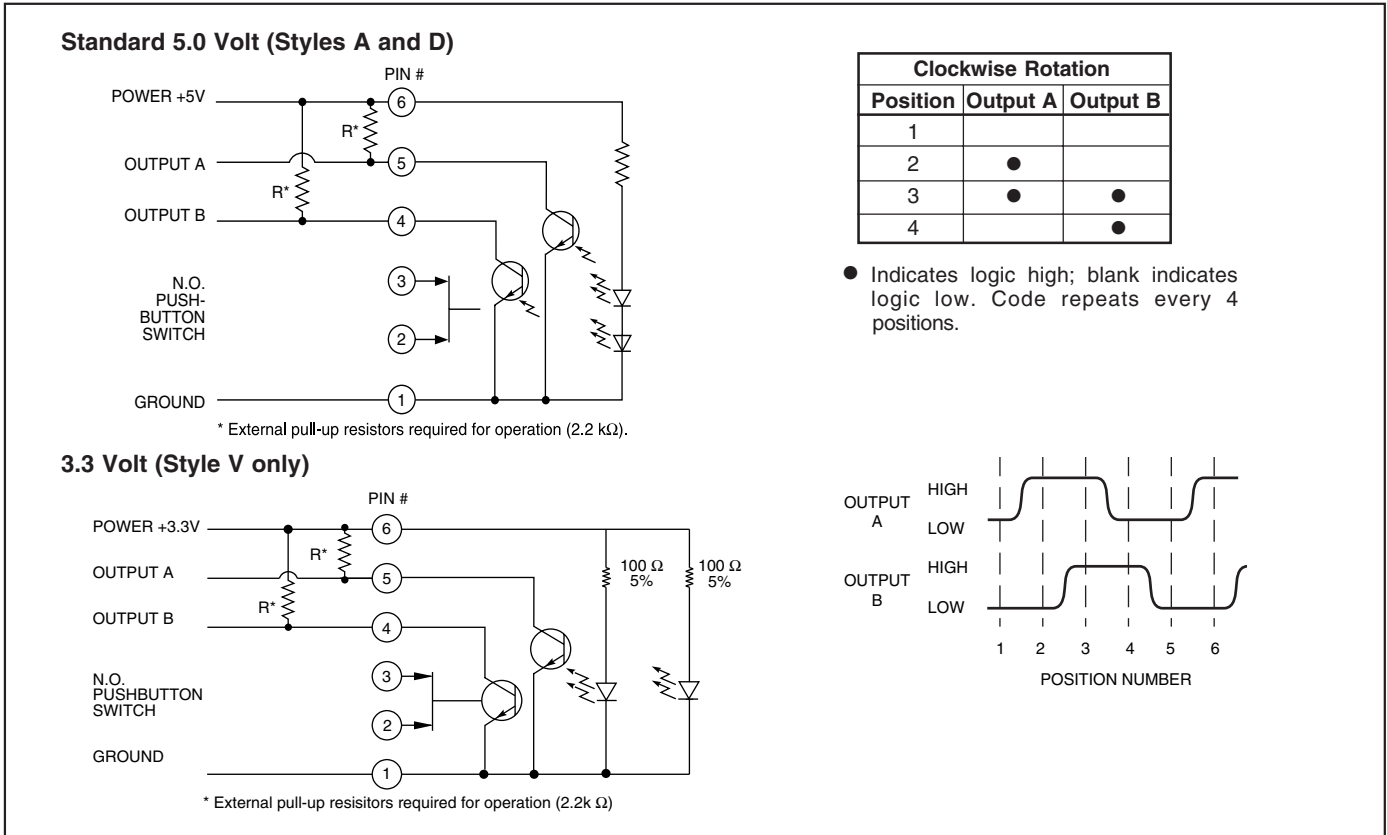 Standard 5.0 Volt (Styles A and D)
PIN #
POWER +5V
6
R*
OUTPUT A
5
R*
OUTPUT B
4
N.O.
PUSH-
BUTTON
SWITCH
3
2
GROUND
1
* External pull-up resistors required for operation (2.2 kΩ).
3.3 Volt (Style V only)
PIN #
POWER +3.3V
6
R*
100 Ω
5%
100 Ω
5%
OUTPUT A
5
R*
OUTPUT B
4
N.O.
PUSHBUTTON
SWITCH
3
2
GROUND
1
* External pull-up resisitors required for operation (2.2k Ω)
Clockwise Rotation
Position Output A Output B
1
2 ●
3 ● ●
4 ●
● Indicates logic high; blank indicates
logic low. Code repeats every 4
positions.
OUTPUT
A
HIGH
LOW
OUTPUT
B
HIGH
LOW
1 2 3 4 5 6
POSITION NUMBER